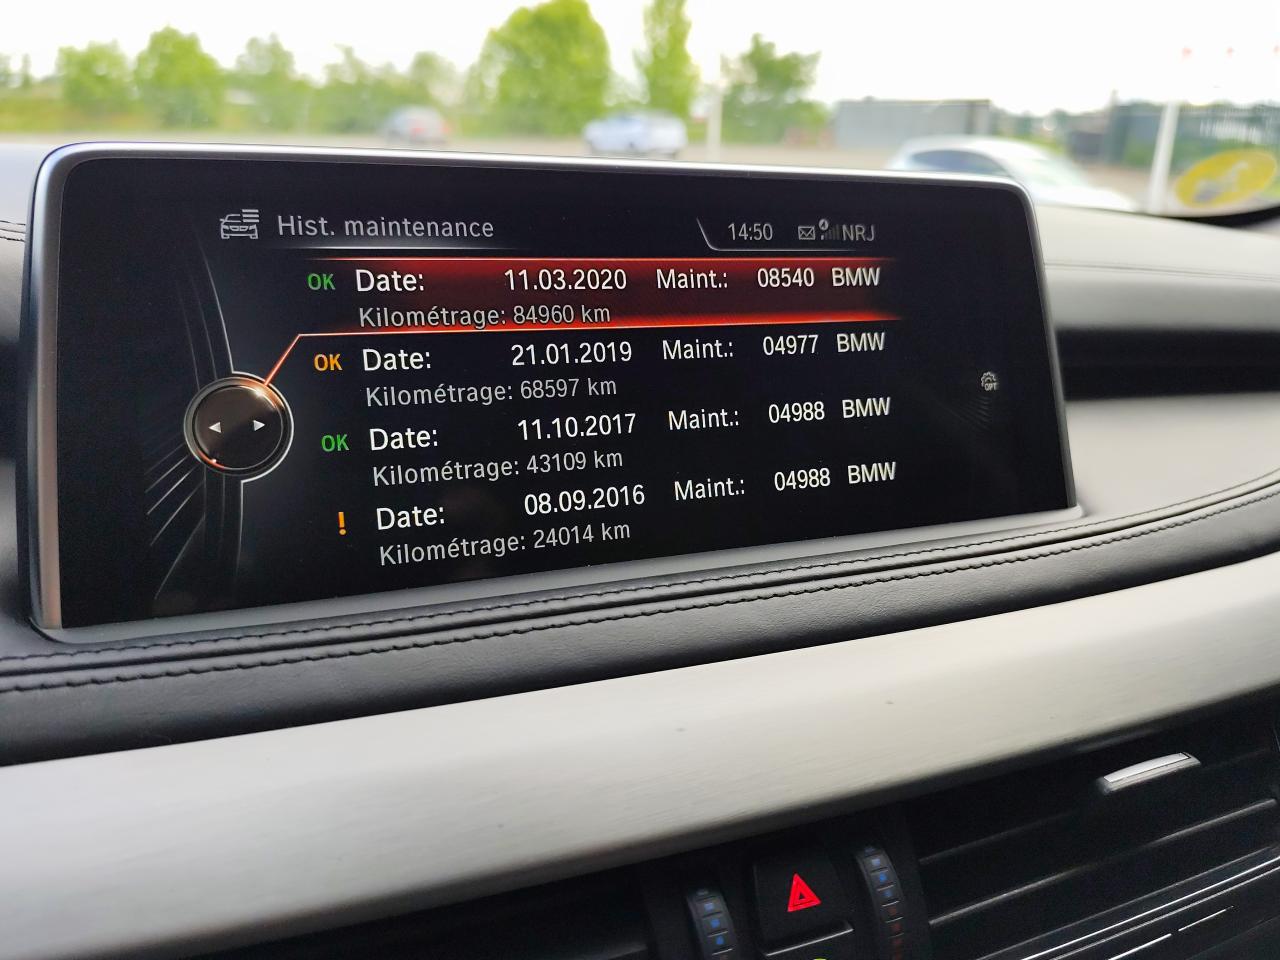 Hist. maintenance 14:50 NRJ
OK Date: 11.03.2020 Maint.: 08540 BMW
Kilométrage: 84960 km
OK Date: 21.01.2019 Maint.: 04977 BMW
Kilométrage: 68597 km
OK Date: 11.10.2017 Maint.: 04988 BMW
Kilométrage: 43109 km
! Date: 08.09.2016 Maint.: 04988 BMW
Kilométrage: 24014 km
OPT